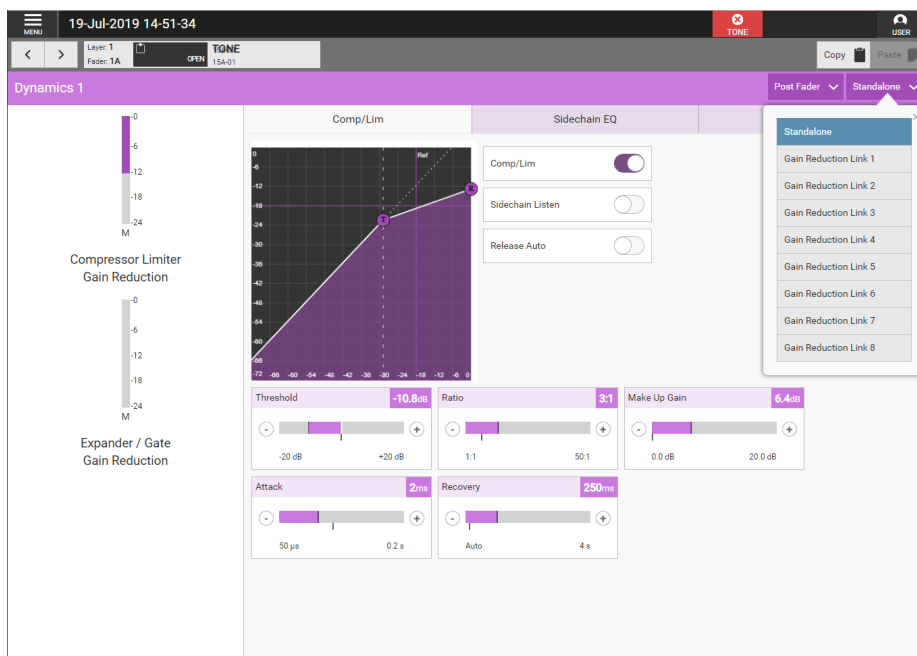 19-Jul-2019 14-51-34
MENU
TONE
USER
Layer: 1
Fader: 1A
OPEN
TONE
15A-01
Copy
Paste
Dynamics 1
Post Fader
Standalone
-0
-6
-12
-18
-24
M
Compressor Limiter
Gain Reduction
-0
-6
-12
-18
-24
M
Expander / Gate
Gain Reduction
Comp/Lim
Sidechain EQ
0
-6
-12
-18
-24
-30
-36
-42
-48
-54
-60
-66
-72 -66 -60 -54 -48 -42 -36 -30 -24 -18 -12 -6 0
Ref
T
R
Comp/Lim
Sidechain Listen
Release Auto
Standalone
Gain Reduction Link 1
Gain Reduction Link 2
Gain Reduction Link 3
Gain Reduction Link 4
Gain Reduction Link 5
Gain Reduction Link 6
Gain Reduction Link 7
Gain Reduction Link 8
Threshold -10.8dB
-20 dB +20 dB
Ratio 3:1
1:1 50:1
Make Up Gain 6.4dB
0.0 dB 20.0 dB
Attack 2ms
50 µs 0.2 s
Recovery 250ms
Auto 4 s